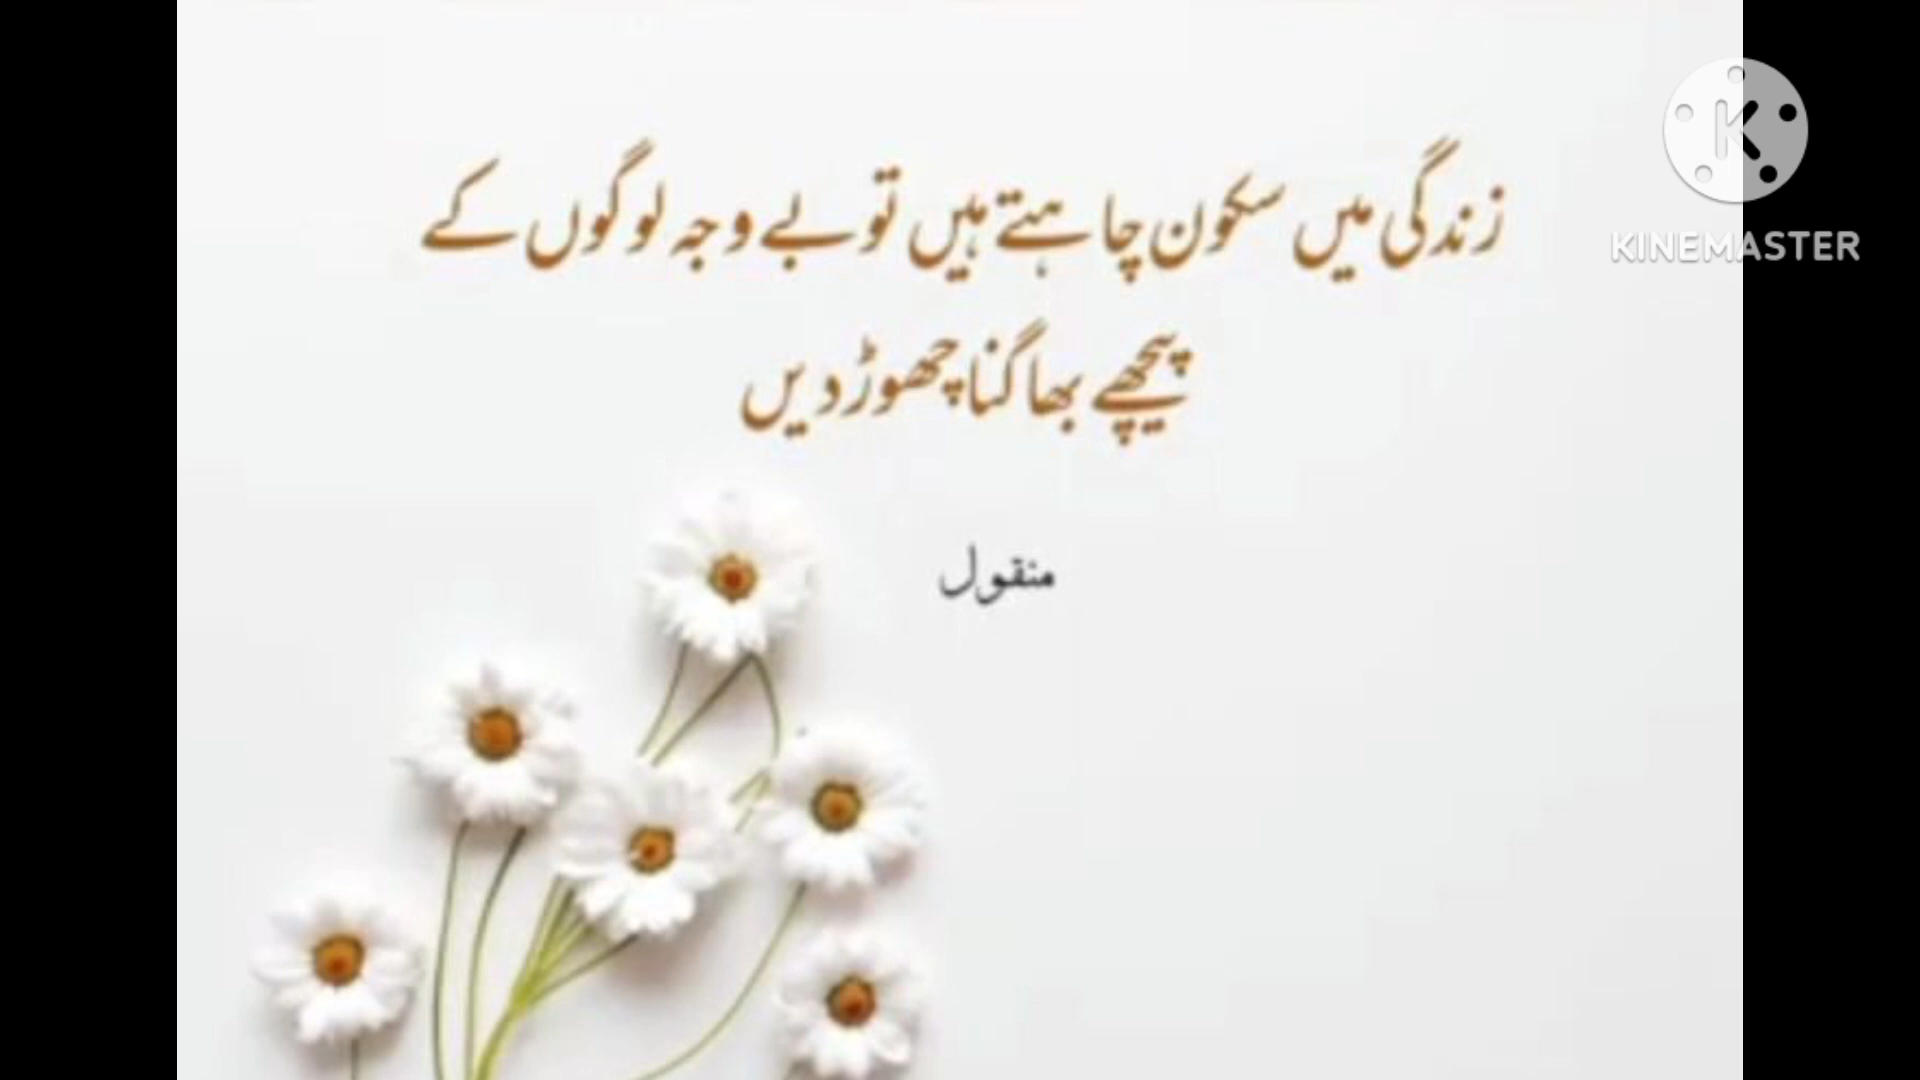 زندگی میں سکون چاہتے ہیں تو بے وجہ لوگوں کے
پیچھے بھاگنا چھوڑ دیں
منقول
KINEMASTER